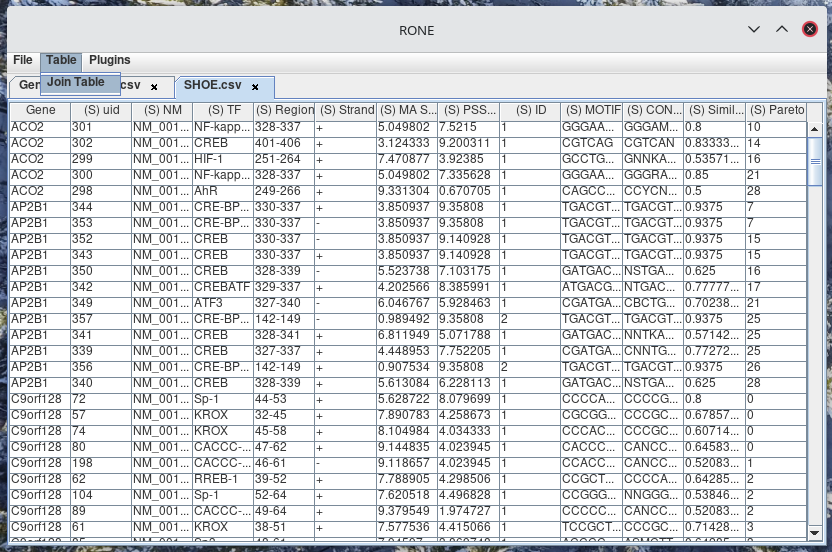 RONE
File Table Plugins
Join Table
Gen csv SHOE.csv
Gene (S) uid (S) NM (S) TF (S) Region (S) Strand (S) MA S... (S) PSS... (S) ID (S) MOTIF (S) CON... (S) Simil... (S) Pareto
ACO2 301 NM_001... NF-kapp... 328-337 + 5.049802 7.5215 1 GGGAA... GGGAM... 0.8 10
ACO2 302 NM_001... CREB 401-406 + 3.124333 9.200311 1 CGTCAG CGTCAN 0.83333... 14
ACO2 299 NM_001... HIF-1 251-264 + 7.470877 3.92385 1 GCCTG... GNNKA... 0.53571... 16
ACO2 300 NM_001... NF-kapp... 328-337 + 5.049802 7.335628 1 GGGAA... GGGRA... 0.85 21
ACO2 298 NM_001... AhR 249-266 + 9.331304 0.670705 1 CAGCC... CCYCN... 0.5 28
AP2B1 344 NM_001... CRE-BP... 330-337 + 3.850937 9.35808 1 TGACGT... TGACGT... 0.9375 7
AP2B1 353 NM_001... CRE-BP... 330-337 - 3.850937 9.35808 1 TGACGT... TGACGT... 0.9375 7
AP2B1 352 NM_001... CREB 330-337 - 3.850937 9.140928 1 TGACGT... TGACGT... 0.9375 15
AP2B1 343 NM_001... CREB 330-337 + 3.850937 9.140928 1 TGACGT... TGACGT... 0.9375 15
AP2B1 350 NM_001... CREB 328-339 - 5.523738 7.103175 1 GATGAC... NSTGA... 0.625 16
AP2B1 342 NM_001... CREBATF 329-337 + 4.202566 8.385991 1 ATGACG... NTGAC... 0.77777... 17
AP2B1 349 NM_001... ATF3 327-340 - 6.046767 5.928463 1 CGATGA... CBCTG... 0.70238... 21
AP2B1 357 NM_001... CRE-BP... 142-149 - 0.989492 9.35808 2 TGACGT... TGACGT... 0.9375 25
AP2B1 341 NM_001... CREB 328-341 + 6.811949 5.071788 1 GATGAC... NNTKA... 0.57142... 25
AP2B1 339 NM_001... CREB 327-337 + 4.448953 7.752205 1 CGATGA... CNNTG... 0.77272... 25
AP2B1 356 NM_001... CRE-BP... 142-149 + 0.907534 9.35808 2 TGACGT... TGACGT... 0.9375 26
AP2B1 340 NM_001... CREB 328-339 + 5.613084 6.228113 1 GATGAC... NSTGA... 0.625 28
C9orf128 72 NM_001... Sp-1 44-53 + 5.628722 8.079699 1 CCCCA... CCCCG... 0.8 0
C9orf128 57 NM_001... KROX 32-45 + 7.890783 4.258673 1 CGCGG... CCCGC... 0.67857... 0
C9orf128 74 NM_001... KROX 45-58 + 8.104984 4.034333 1 CCCAC... CCCGC... 0.60714... 0
C9orf128 80 NM_001... CACCC-... 47-62 + 9.144835 4.023945 1 CACCC... CANCC... 0.64583... 0
C9orf128 198 NM_001... CACCC-... 46-61 - 9.118657 4.023945 1 CCACC... CANCC... 0.52083... 1
C9orf128 62 NM_001... RREB-1 39-52 + 7.788905 4.298506 1 CCGCT... CCCCA... 0.64285... 2
C9orf128 104 NM_001... Sp-1 52-64 + 7.620518 4.496828 1 CCGGG... NNGGG... 0.53846... 2
C9orf128 89 NM_001... CACCC-... 49-64 + 9.379549 1.974727 1 CCCCC... CANCC... 0.52083... 2
C9orf128 61 NM_001... KROX 38-51 + 7.577536 4.415066 1 TCCGCT... CCCGC... 0.71428... 3